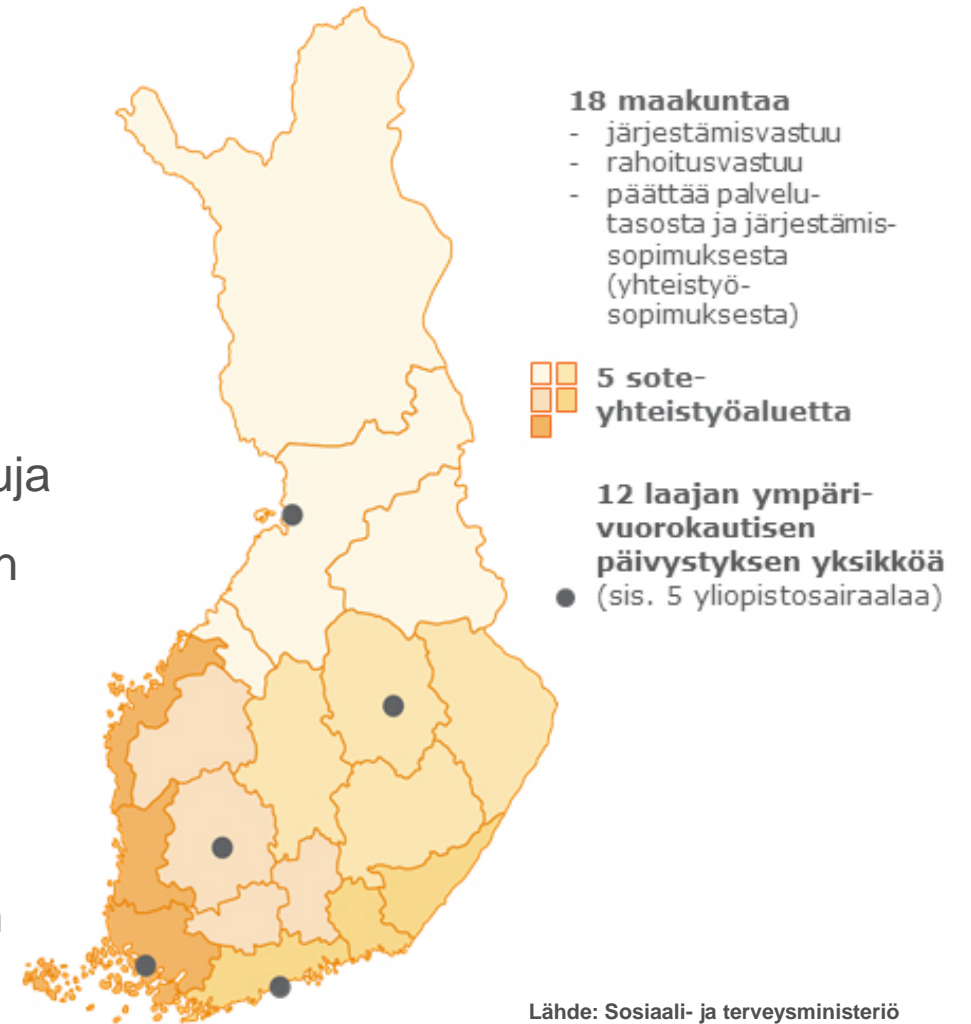 18 maakuntaa
- järjestämisvastuu
- rahoitusvastuu
- päättää palvelu-
tasosta ja järjestämis-
sopimuksesta
(yhteistyö-
sopimuksesta)
5 sote-
yhteistyöaluetta
12 laajan ympäri-
vuorokautisen
päivystyksen yksikköä
(sis. 5 yliopistosairaalaa)
Lähde: Sosiaali- ja terveysministeriö